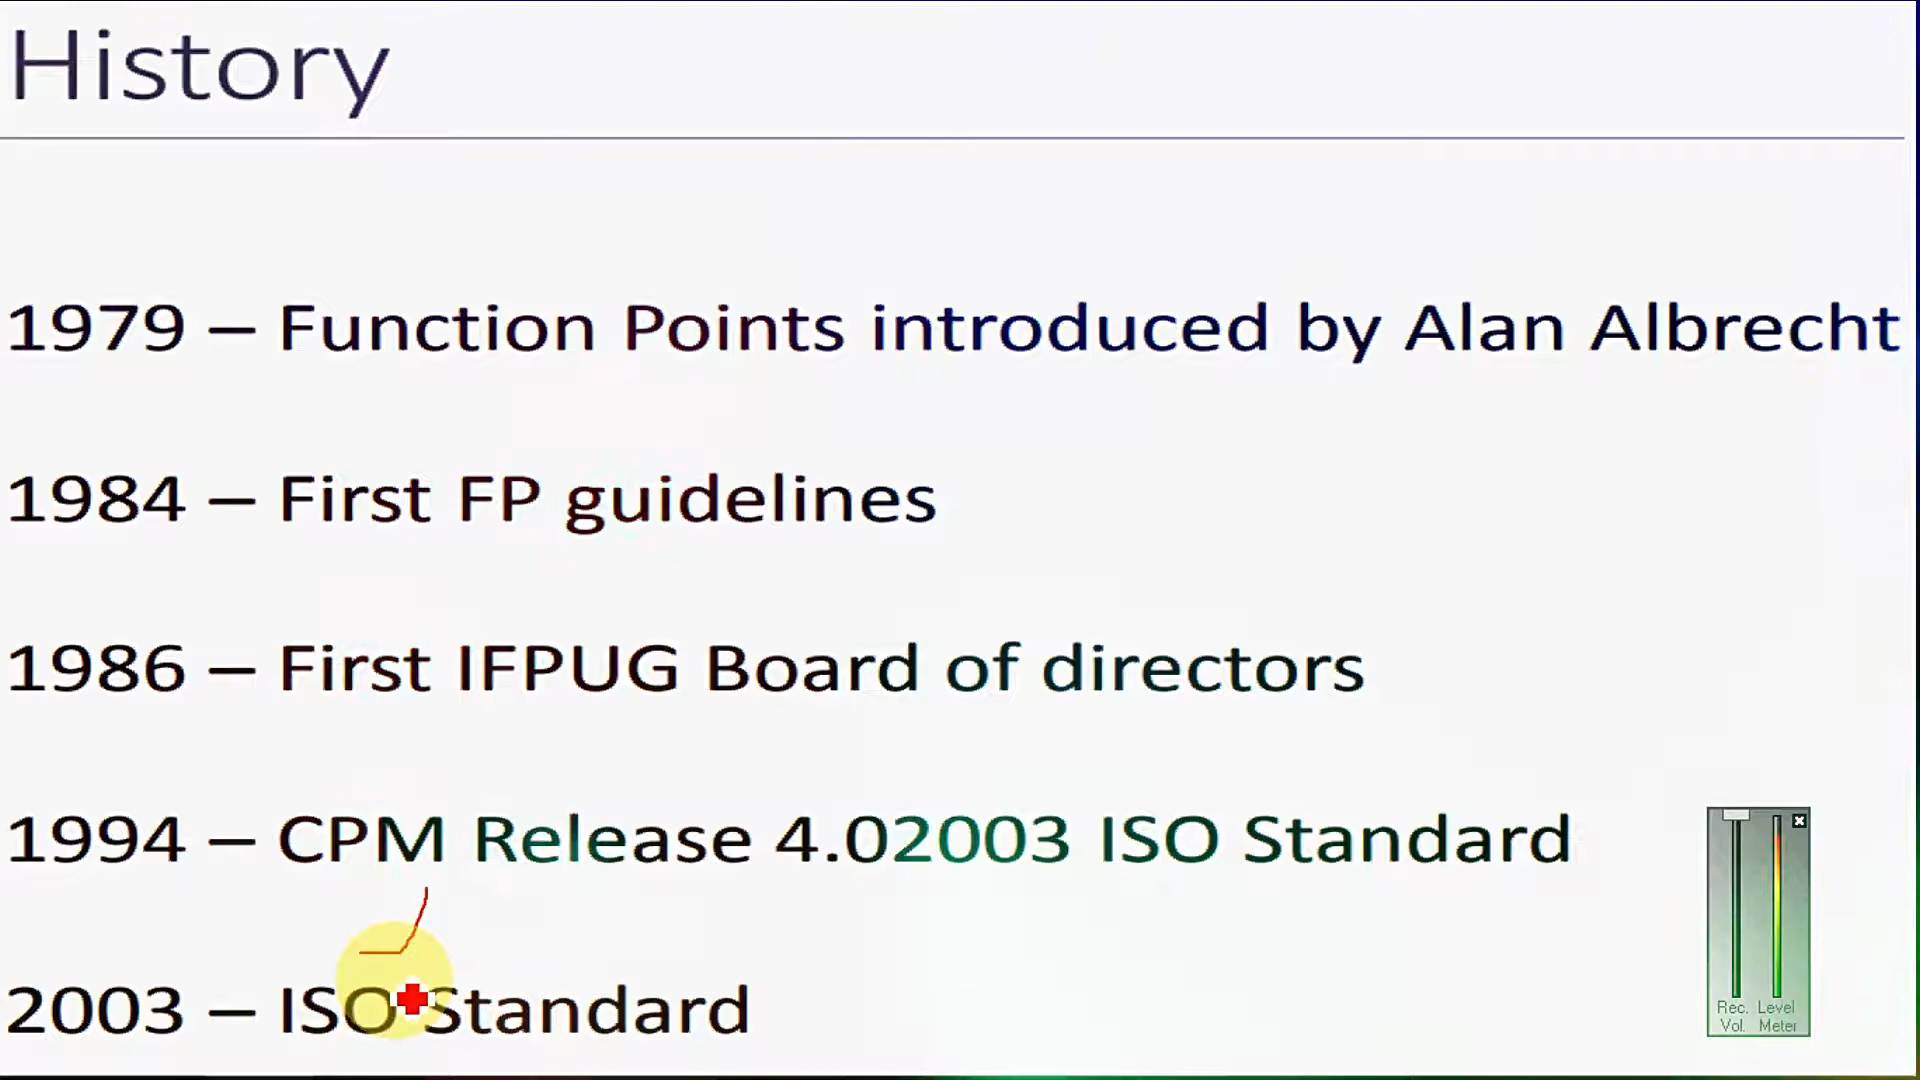 History
1979 – Function Points introduced by Alan Albrecht
1984 – First FP guidelines
1986 – First IFPUG Board of directors
1994 – CPM Release 4.02003 ISO Standard
2003 – ISO Standard
Rec. Level
Vol. Meter